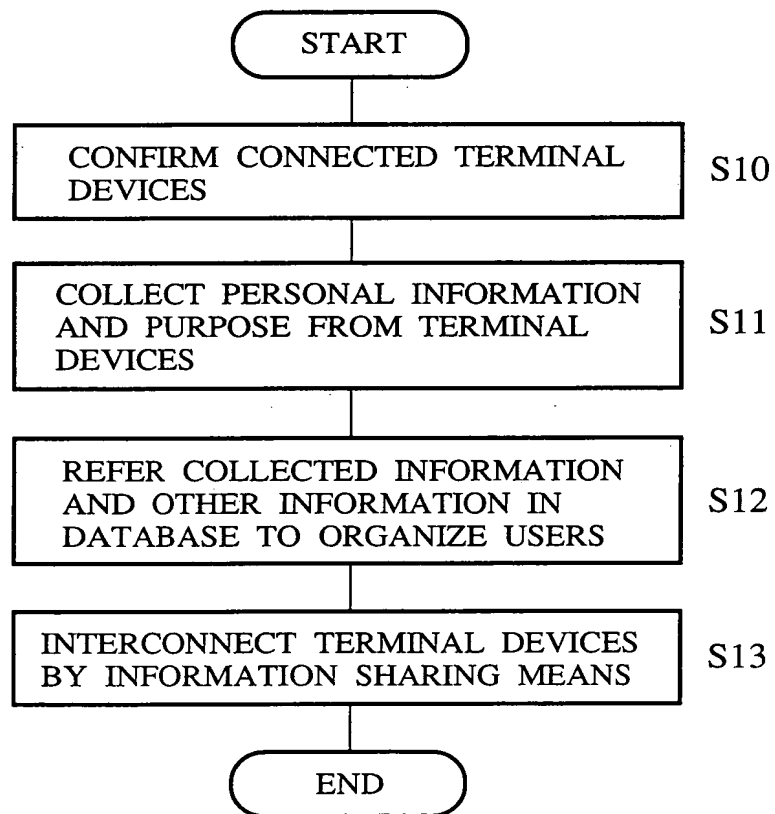 START
CONFIRM CONNECTED TERMINAL
DEVICES
S10
COLLECT PERSONAL INFORMATION
AND PURPOSE FROM TERMINAL
DEVICES
S11
REFER COLLECTED INFORMATION
AND OTHER INFORMATION IN
DATABASE TO ORGANIZE USERS
S12
INTERCONNECT TERMINAL DEVICES
BY INFORMATION SHARING MEANS
S13
END